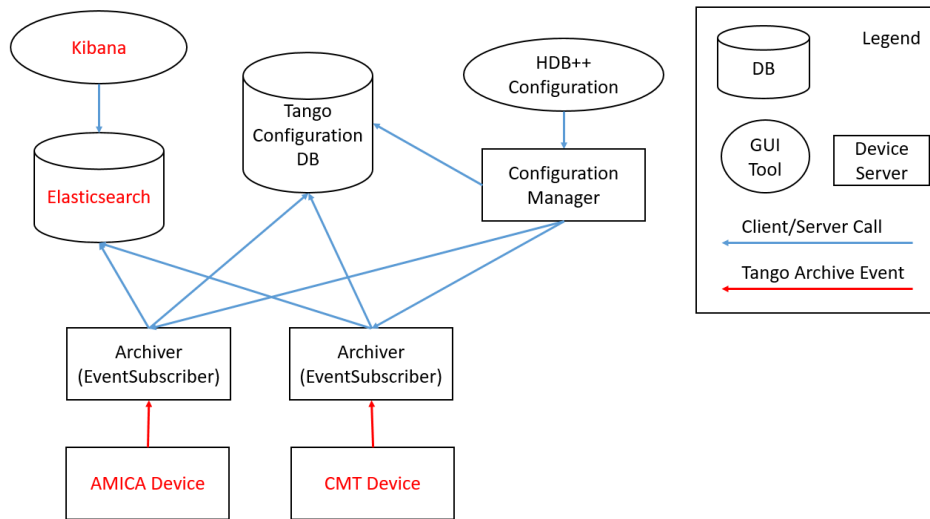 Kibana
Elasticsearch
Tango
Configuration
DB
HDB++
Configuration
Configuration
Manager
Archiver
(EventSubscriber)
Archiver
(EventSubscriber)
AMICA Device
CMT Device
Legend
DB
GUI
Tool
Device
Server
Client/Server Call
Tango Archive Event